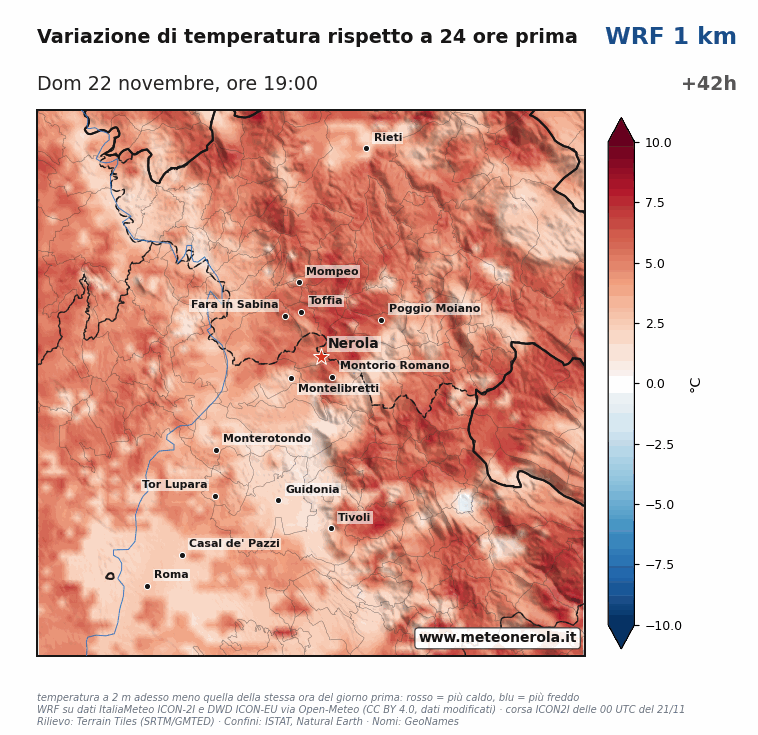 Variazione di temperatura rispetto a 24 ore prima
WRF 1 km
Dom 22 novembre, ore 19:00
+42h
Rieti
Mompeo
Fara in Sabina
Toffia
Poggio Moiano
Nerola
Montorio Romano
Montelibretti
Monterotondo
Tor Lupara
Guidonia
Tivoli
Casal de' Pazzi
Roma
www.meteonerola.it
10.0
7.5
5.0
2.5
0.0
−2.5
−5.0
−7.5
−10.0
°C
temperatura a 2 m adesso meno quella della stessa ora del giorno prima: rosso = più caldo, blu = più freddo
WRF su dati ItaliaMeteo ICON-2I e DWD ICON-EU via Open-Meteo (CC BY 4.0, dati modificati) · corsa ICON2I delle 00 UTC del 21/11
Rilievo: Terrain Tiles (SRTM/GMTED) · Confini: ISTAT, Natural Earth · Nomi: GeoNames